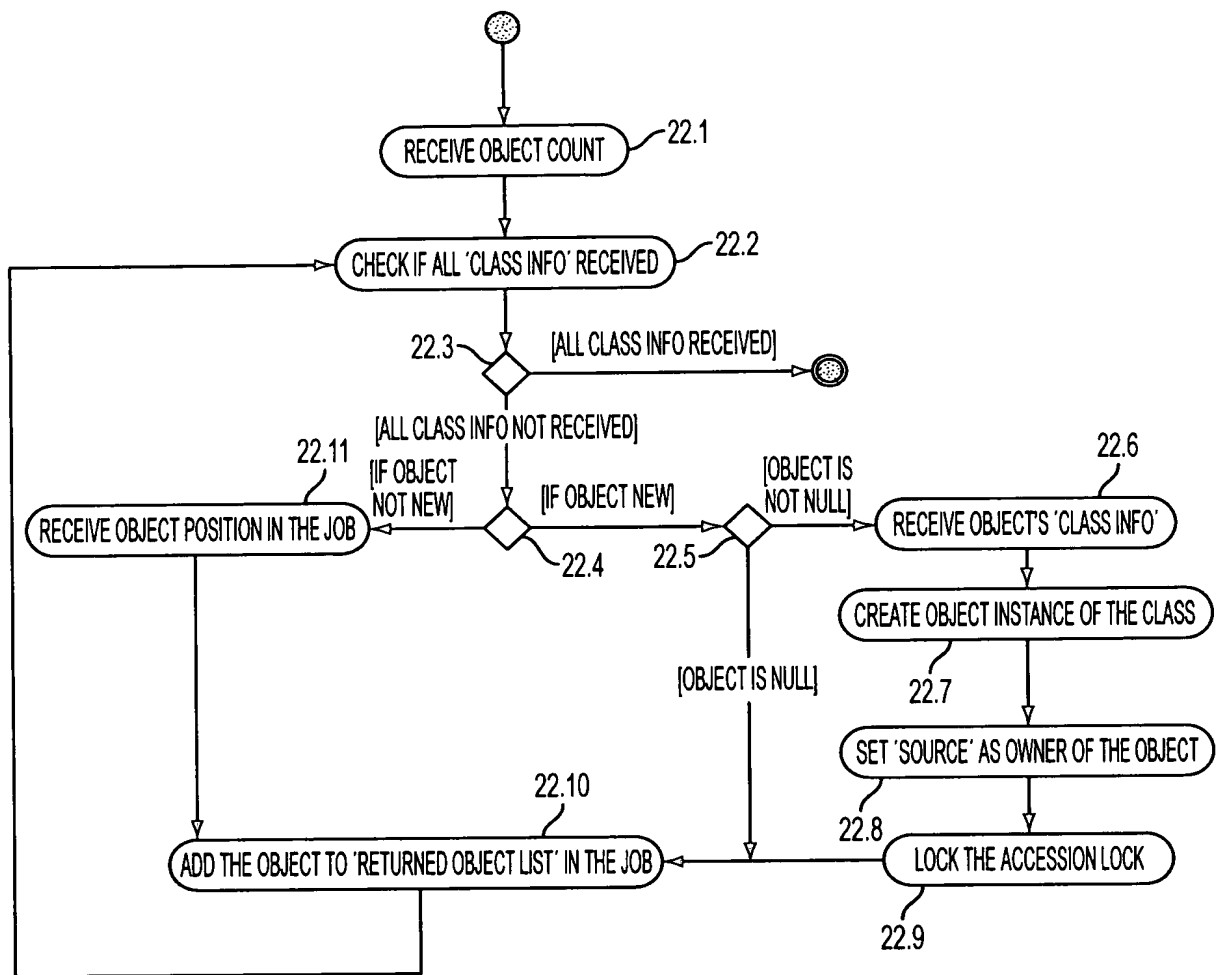 RECEIVE OBJECT COUNT
22.1
CHECK IF ALL 'CLASS INFO' RECEIVED
22.2
22.3
[ALL CLASS INFO RECEIVED]
[ALL CLASS INFO NOT RECEIVED]
22.11
[IF OBJECT
NOT NEW]
[IF OBJECT NEW]
[OBJECT IS
NOT NULL]
22.6
RECEIVE OBJECT POSITION IN THE JOB
22.4
22.5
RECEIVE OBJECT'S 'CLASS INFO'
CREATE OBJECT INSTANCE OF THE CLASS
22.7
[OBJECT IS NULL]
SET 'SOURCE' AS OWNER OF THE OBJECT
22.8
22.10
ADD THE OBJECT TO 'RETURNED OBJECT LIST' IN THE JOB
LOCK THE ACCESSION LOCK
22.9